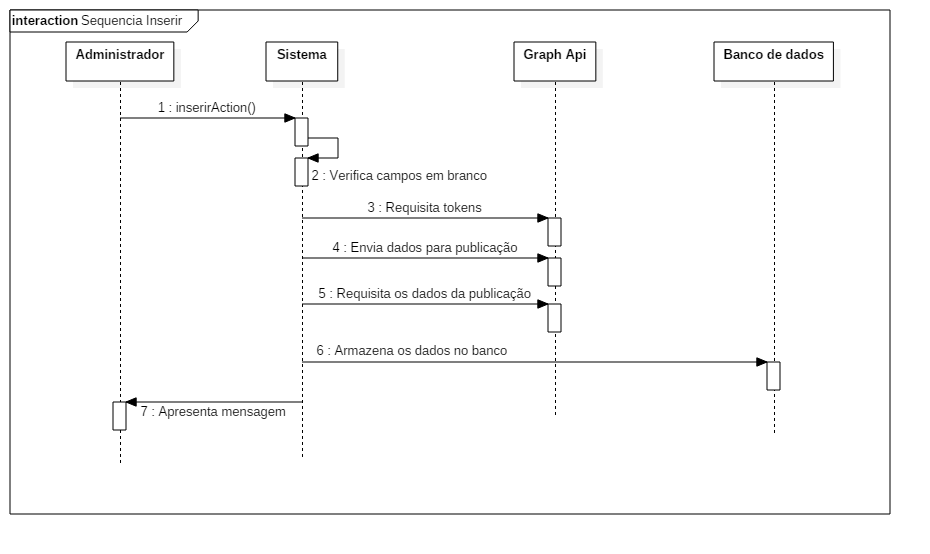 interaction Sequencia Inserir
Administrador
Sistema
Graph Api
Banco de dados
1 : inserirAction()
2 : Verifica campos em branco
3 : Requisita tokens
4 : Envia dados para publicação
5 : Requisita os dados da publicação
6 : Armazena os dados no banco
7 : Apresenta mensagem